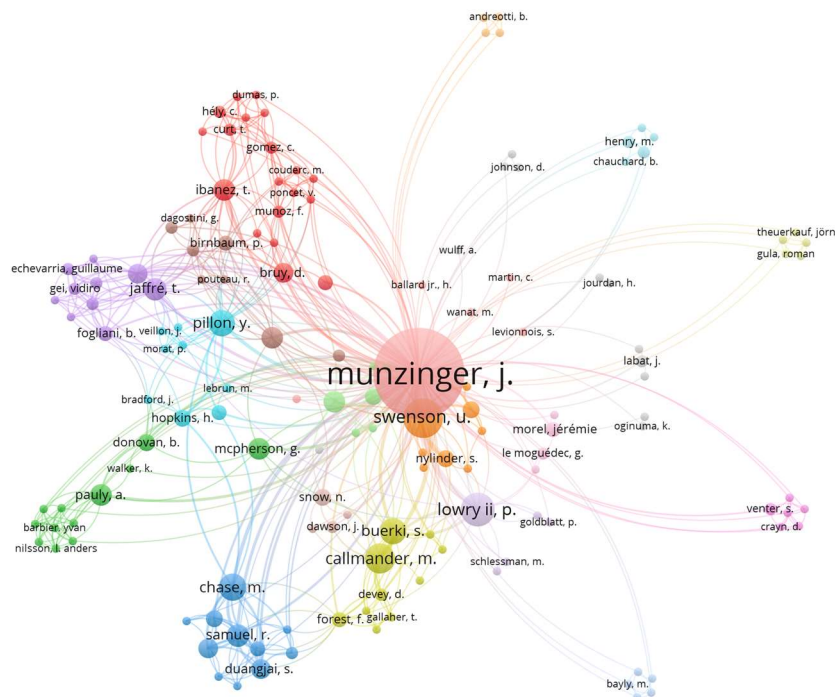 andreotti, b.
dumas, p.
hély, c.
curt, t.
gomez, c.
henry, m.
johnson, d.
chauchard, b.
couderc, m.
ibanez, t.
poncet, v.
munoz, f.
dagostini, g.
theuerkauf, jörn
birnbaum, p.
wulff, a.
gula, roman
echevarria, guillaume
bruy, d.
pouteau, r.
martin, c.
jourdan, h.
gei, vidiro
jaffré, t.
ballard jr., h.
wanat, m.
pillon, y.
veillon, j.
levionnois, s.
fogliani, b.
morat, p.
labat, j.
munzinger, j.
lebrun, m.
bradford, j.
hopkins, h.
swenson, u.
oginuma, k.
morel, jérémie
donovan, b.
mcpherson, g.
le moguédec, g.
nylinder, s.
walker, k.
pauly, a.
snow, n.
lowry ii, p.
venter, s.
goldblatt, p.
barbier, yvan
dawson, j.
buerki, s.
crayn, d.
nilsson, l. anders
callmander, m.
schlessman, m.
chase, m.
devey, d.
gallaher, t.
forest, f.
samuel, r.
duangjai, s.
bayly, m.